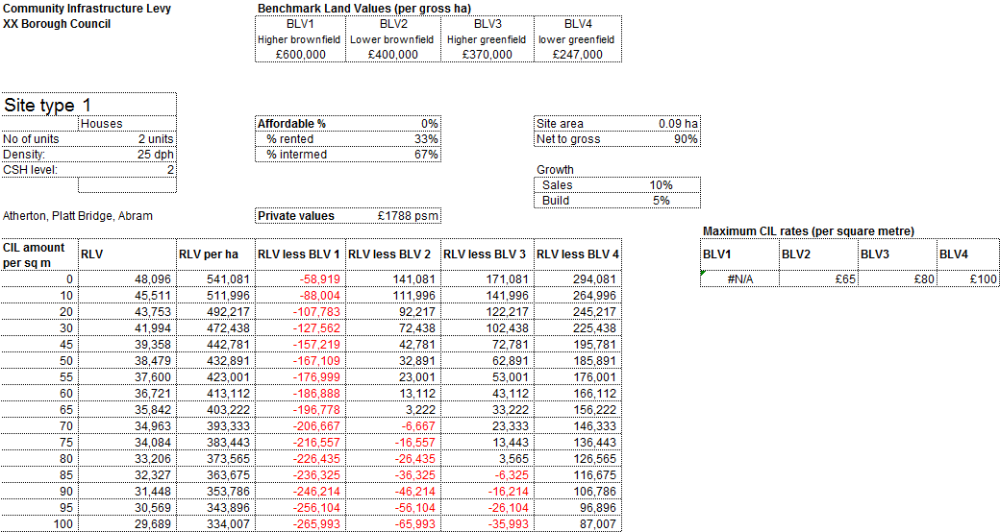 Community Infrastructure Levy
XX Borough Council
Benchmark Land Values (per gross ha)
BLV1 BLV2 BLV3 BLV4
Higher brownfield Lower brownfield Higher greenfield lower greenfield
£600,000 £400,000 £370,000 £247,000
Site type 1
Houses
No of units 2 units
Density: 25 dph
CSH level: 2
Affordable % 0%
% rented 33%
% intermed 67%
Site area 0.09 ha
Net to gross 90%
Growth
Sales 10%
Build 5%
Atherton, Platt Bridge, Abram
Private values £1788 psm
CIL amount per sq m RLV RLV per ha RLV less BLV 1 RLV less BLV 2 RLV less BLV 3 RLV less BLV 4
0 48,096 541,081 -58,919 141,081 171,081 294,081
10 45,511 511,996 -88,004 111,996 141,996 264,996
20 43,753 492,217 -107,783 92,217 122,217 245,217
30 41,994 472,438 -127,562 72,438 102,438 225,438
45 39,358 442,781 -157,219 42,781 72,781 195,781
50 38,479 432,891 -167,109 32,891 62,891 185,891
55 37,600 423,001 -176,999 23,001 53,001 176,001
60 36,721 413,112 -186,888 13,112 43,112 166,112
65 35,842 403,222 -196,778 3,222 33,222 156,222
70 34,963 393,333 -206,667 -6,667 23,333 146,333
75 34,084 383,443 -216,557 -16,557 13,443 136,443
80 33,206 373,565 -226,435 -26,435 3,565 126,565
85 32,327 363,675 -236,325 -36,325 -6,325 116,675
90 31,448 353,786 -246,214 -46,214 -16,214 106,786
95 30,569 343,896 -256,104 -56,104 -26,104 96,896
100 29,689 334,007 -265,993 -65,993 -35,993 87,007
Maximum CIL rates (per square metre)
BLV1 BLV2 BLV3 BLV4
#N/A £65 £80 £100